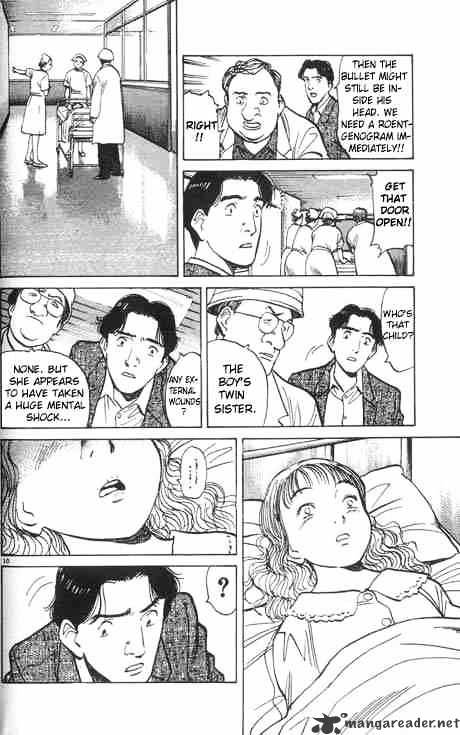 THEN THE
BULLET MIGHT
STILL BE IN-
SIDE HIS
HEAD. WE
NEED A ROENT-
GENOGRAM IM-
MEDIATELY!!
RIGHT
!!
GET
THAT
DOOR
OPEN!!
WHO'S
THAT
CHILD?
THE
BOY'S
TWIN
SISTER.
ANY EX-
TERNAL
WOUNDS
?
NONE. BUT
SHE APPEARS
TO HAVE TAKEN
A HUGE MENTAL
SHOCK...
?
10
mangareader.net